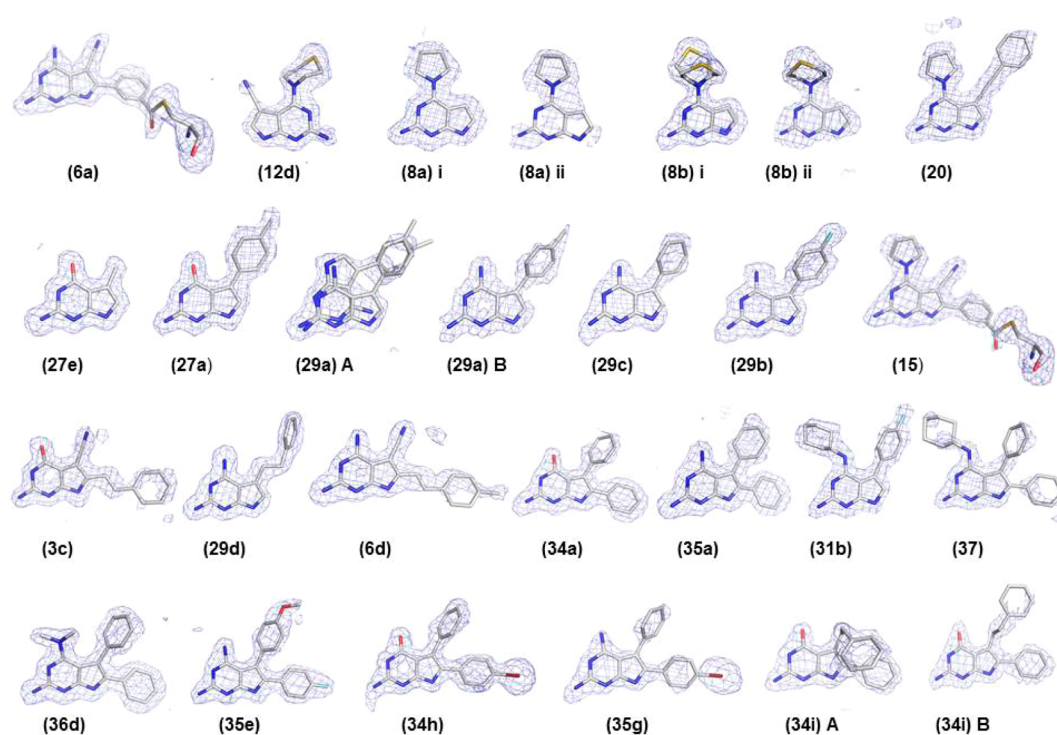 (6a) (12d) (8a) i (8a) ii (8b) i (8b) ii (20)
(27e) (27a) (29a) A (29a) B (29c) (29b) (15)
(3c) (29d) (6d) (34a) (35a) (31b) (37)
(36d) (35e) (34h) (35g) (34i) A (34i) B